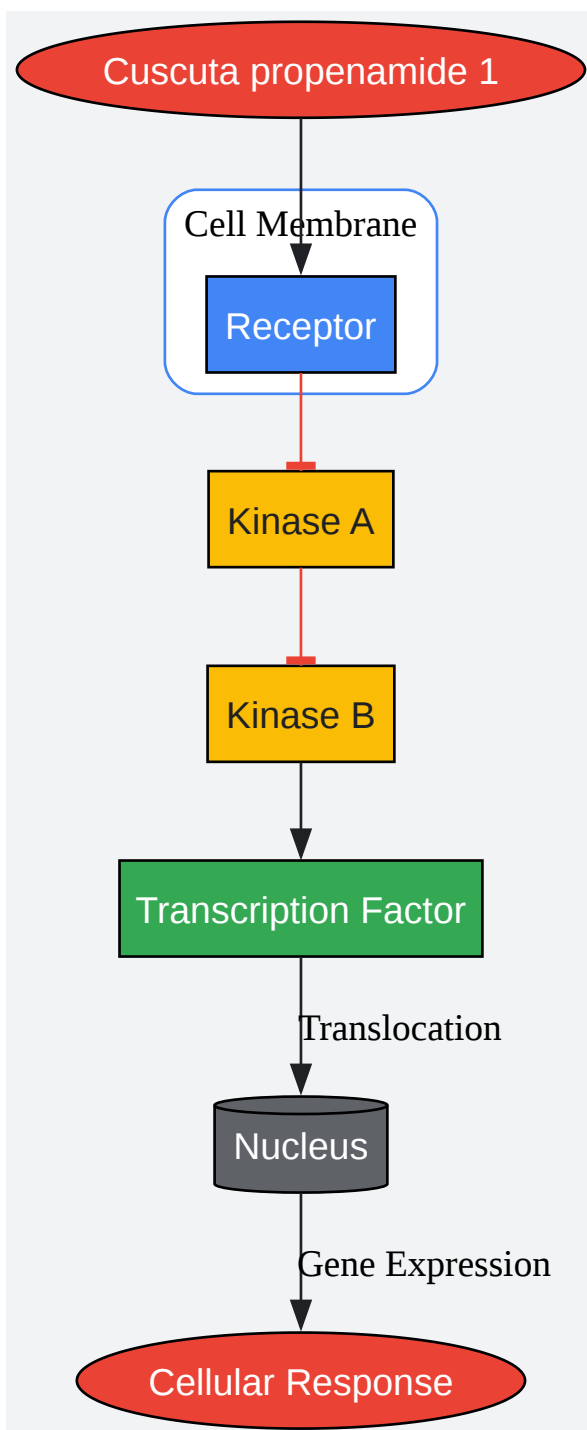 Cuscuta propenamide 1
Cell Membrane
Receptor
Kinase A
Kinase B
Transcription Factor
Translocation
Nucleus
Gene Expression
Cellular Response